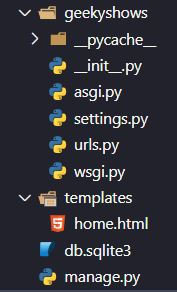 geekyshows
__pycache__
__init__.py
asgi.py
settings.py
urls.py
wsgi.py
templates
home.html
db.sqlite3
manage.py